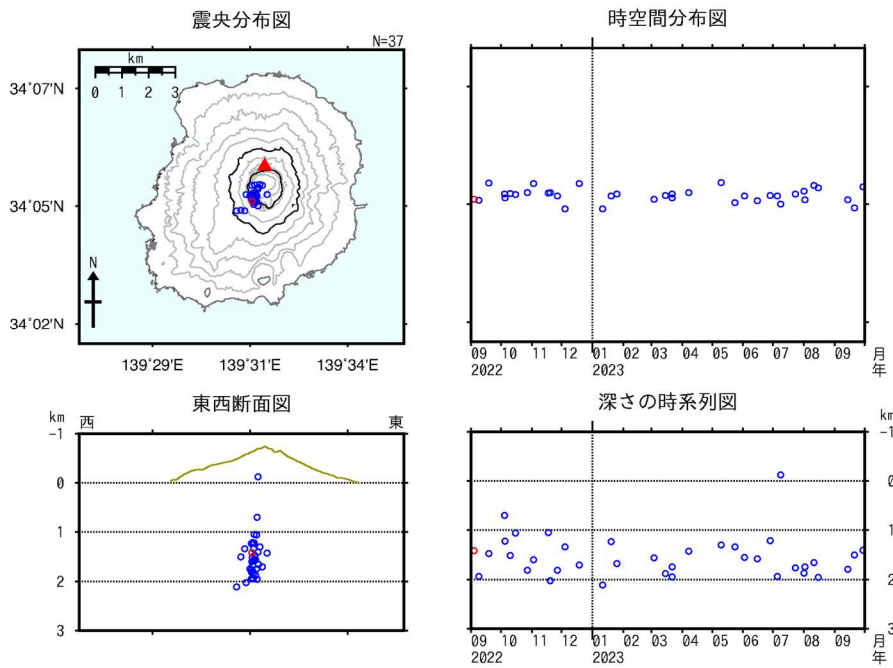 震央分布図
N=37
km
0 1 2 3
34°07'N
34°05'N
34°02'N
N
139°29'E 139°31'E 139°34'E
時空間分布図
09 10 11 12 01 02 03 04 05 06 07 08 09 月
2022 2023 年
東西断面図
km 西 東
-1
0
1
2
3
深さの時系列図
km
-1
0
1
2
3
09 10 11 12 01 02 03 04 05 06 07 08 09 月
2022 2023 年